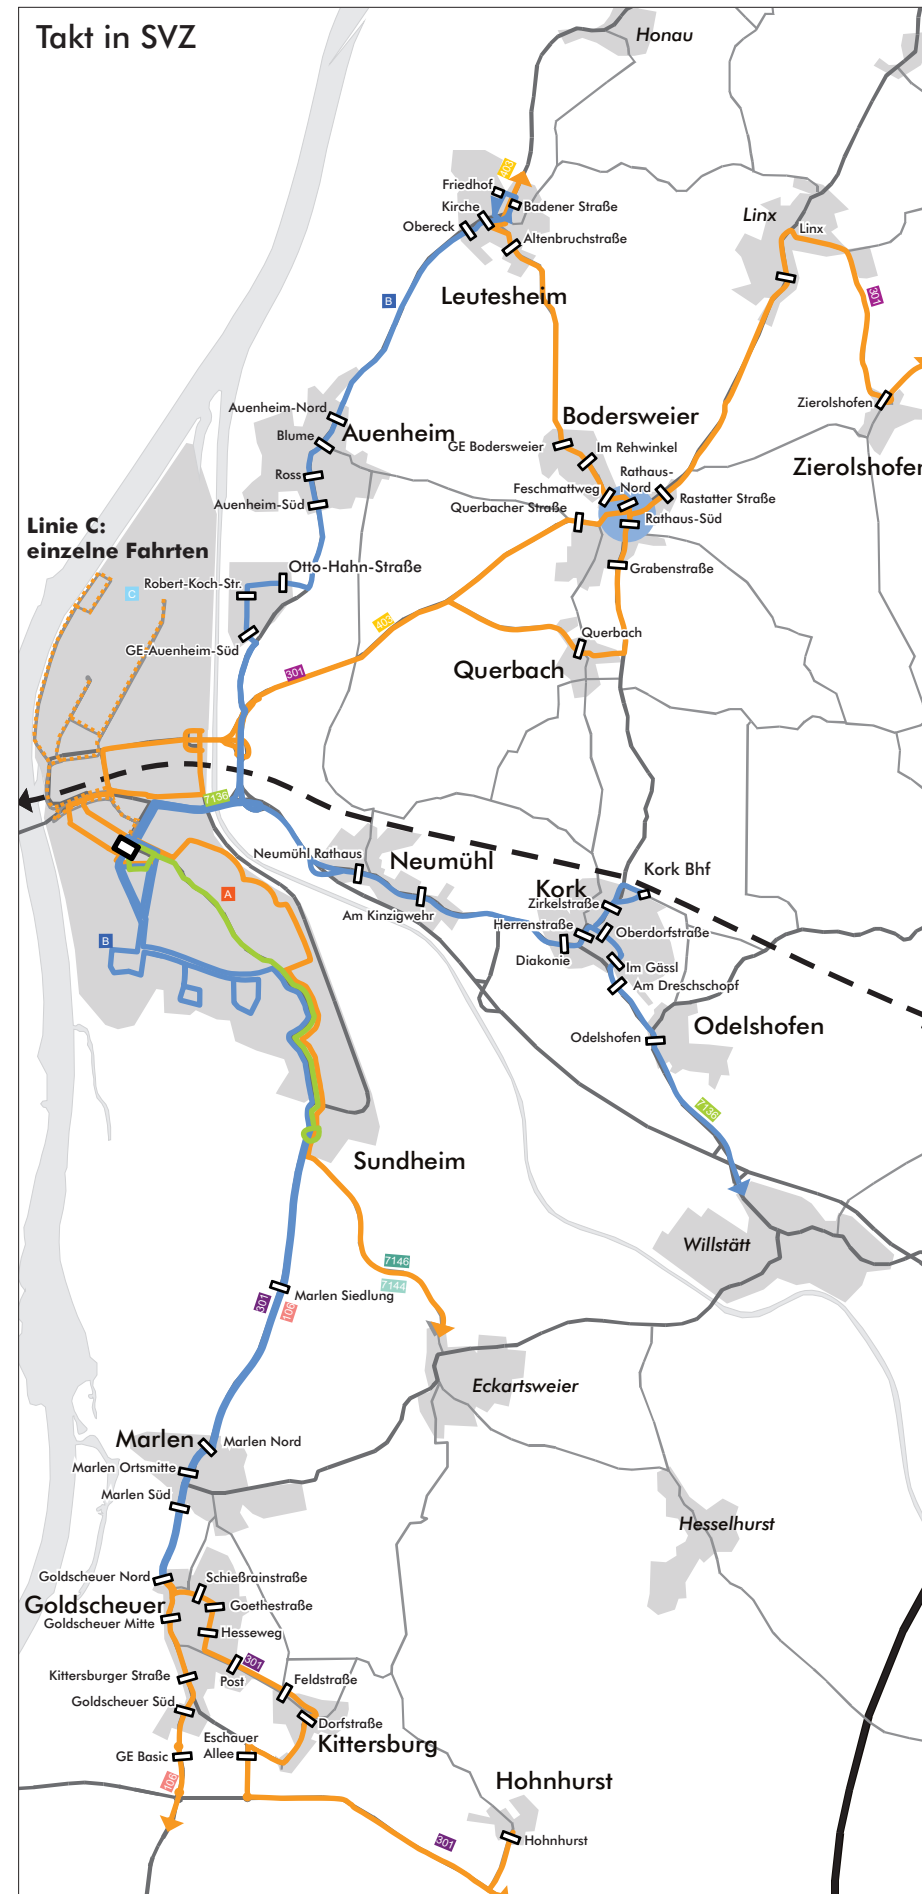 Takt in SVZ
Honau
403
Friedhof
Kirche
Badener Straße
Obereck
Altenbruchstraße
Linx
Linx
Leutesheim
B
301
Auenheim-Nord
Blume
Auenheim
Ross
Auenheim-Süd
Zierolshofen
Zierolshofen
Bodersweier
GE Bodersweier
Im Rehwinkel
Rathaus-
Nord
Feschmattweg
Rastatter Straße
Querbacher Straße
Rathaus-Süd
Grabenstraße
Linie C:
einzelne Fahrten
C
Otto-Hahn-Straße
Robert-Koch-Str.
GE-Auenheim-Süd
403
301
Querbach
Querbach
7136
Neumühl Rathaus
Neumühl
Am Kinzigwehr
A
B
Kork
Kork Bhf
Zirkelstraße
Herrenstraße
Oberdorfstraße
Diakonie
Im Gässl
Am Dreschschopf
Odelshofen
Odelshofen
7136
Sundheim
Willstätt
7146
7144
Marlen Siedlung
301
106
Eckartsweier
Marlen
Marlen Nord
Marlen Ortsmitte
Marlen Süd
Hesselhurst
Goldscheuer Nord
Schießrainstraße
Goldscheuer
Goethestraße
Goldscheuer Mitte
Hesseweg
301
Post
Kittersburger Straße
Feldstraße
Goldscheuer Süd
Dorfstraße
Eschauer
Allee
Kittersburg
GE Basic
106
Hohnhurst
301
Hohnhurst